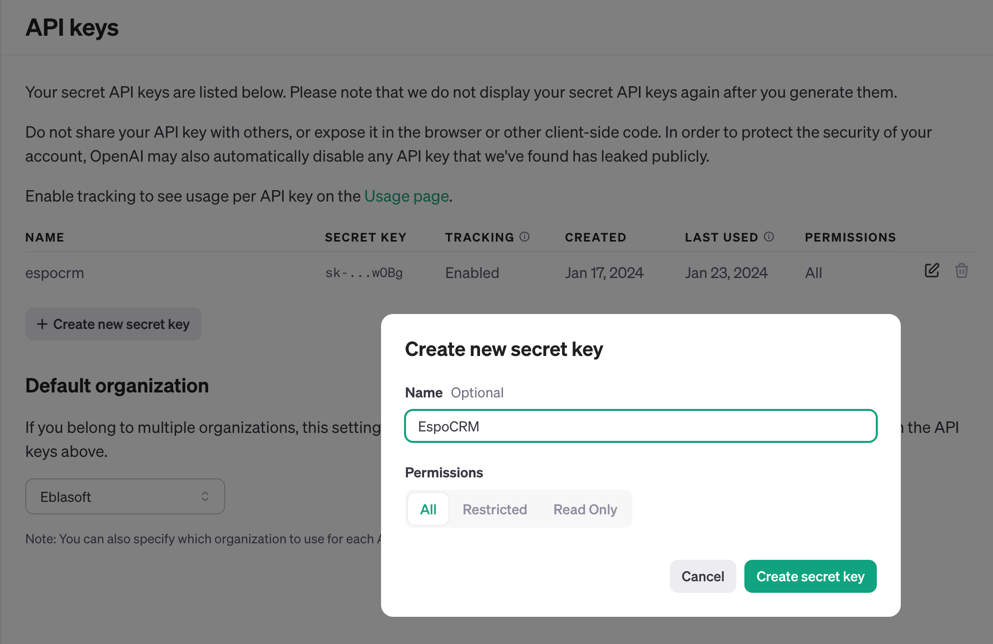 API keys
Your secret API keys are listed below. Please note that we do not display your secret API keys again after you generate them.
Do not share your API key with others, or expose it in the browser or other client-side code. In order to protect the security of your
account, OpenAI may also automatically disable any API key that we've found has leaked publicly.
Enable tracking to see usage per API key on the Usage page.
NAME SECRET KEY TRACKING CREATED LAST USED PERMISSIONS
espocrm sk-...wOBg Enabled Jan 17, 2024 Jan 23, 2024 All
+ Create new secret key
Default organization
If you belong to multiple organizations, this setting
the API
keys above.
Eblasoft
Note: You can also specify which organization to use for each
Create new secret key
Name Optional
EspoCRM
Permissions
All Restricted Read Only
Cancel Create secret key